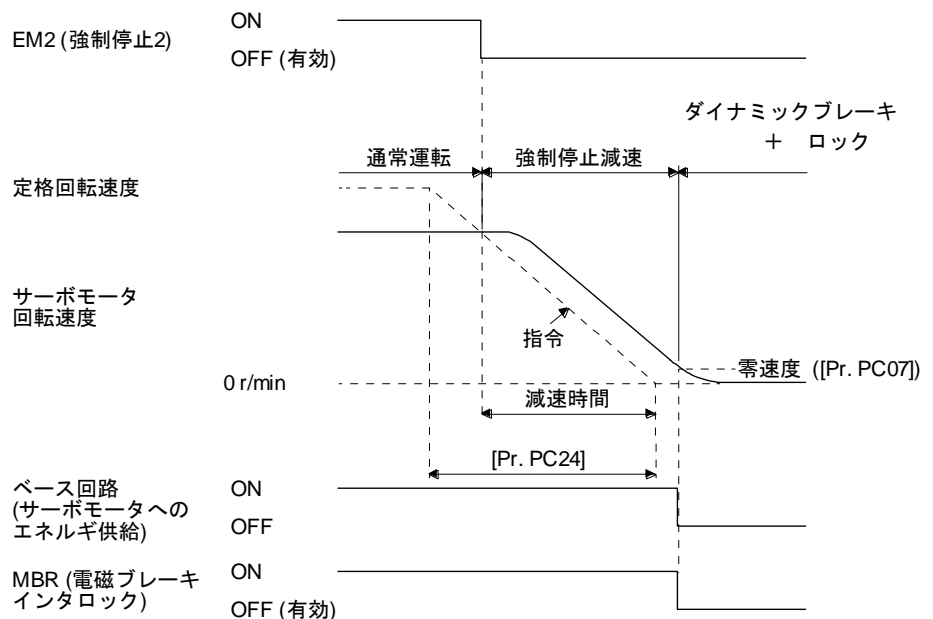 EM2 (強制停止2)
ON
OFF (有効)
ダイナミックブレーキ
+ ロック
通常運転
強制停止減速
定格回転速度
サーボモータ
回転速度
指令
零速度 ([Pr. PC07])
0 r/min
減速時間
[Pr. PC24]
ベース回路
(サーボモータへの
エネルギ供給)
ON
OFF
MBR (電磁ブレーキ
インタロック)
ON
OFF (有効)